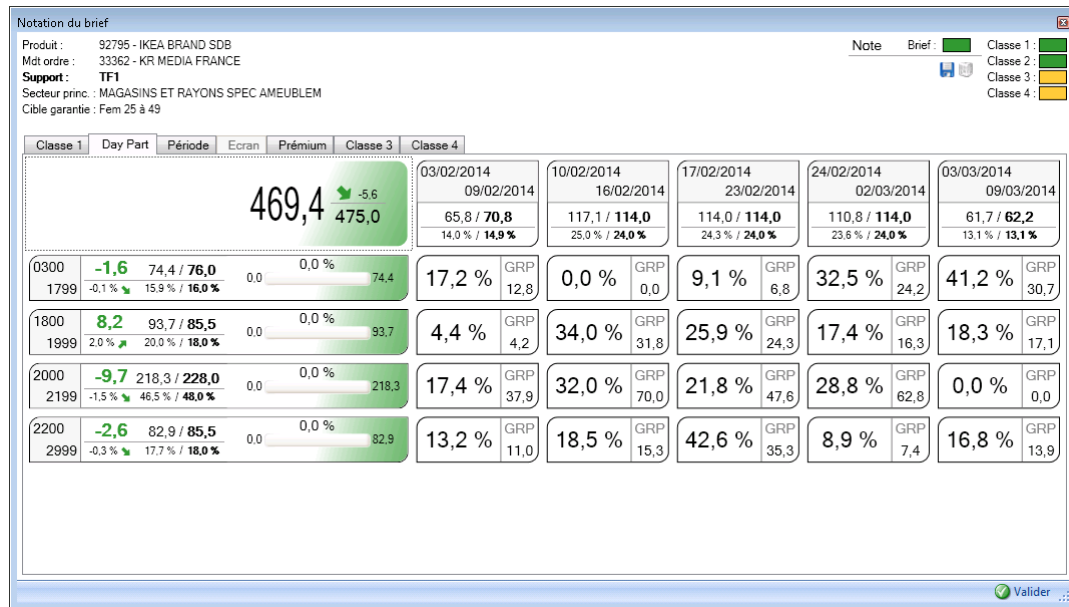 Notation du brief
Produit : 92795 - IKEA BRAND SDB
Mdt ordre : 33362 - KR MEDIA FRANCE
Support : TF1
Secteur princ. : MAGASINS ET RAYONS SPEC AMEUBLEM
Cible garantie : Fem 25 à 49
Note Brief :
Classe 1 :
Classe 2 :
Classe 3 :
Classe 4 :
Classe 1 Day Part Période Ecran Prémium Classe 3 Classe 4
469,4 -5,6
475,0
03/02/2014
09/02/2014
65,8 / 70,8
14,0 % / 14,9 %
10/02/2014
16/02/2014
117,1 / 114,0
25,0 % / 24,0 %
17/02/2014
23/02/2014
114,0 / 114,0
24,3 % / 24,0 %
24/02/2014
02/03/2014
110,8 / 114,0
23,6 % / 24,0 %
03/03/2014
09/03/2014
61,7 / 62,2
13,1 % / 13,1 %
0300 -1,6 74,4 / 76,0 0,0 0,0 % 74,4 17,2 % GRP 0,0 % GRP 9,1 % GRP 32,5 % GRP 41,2 % GRP
1799 -0,1 % 15,9 % / 16,0 % 12,8 0,0 6,8 24,2 30,7
1800 8,2 93,7 / 85,5 0,0 0,0 % 93,7 4,4 % GRP 34,0 % GRP 25,9 % GRP 17,4 % GRP 18,3 % GRP
1999 2,0 % 20,0 % / 18,0 % 4,2 31,8 24,3 16,3 17,1
2000 -9,7 218,3 / 228,0 0,0 0,0 % 218,3 17,4 % GRP 32,0 % GRP 21,8 % GRP 28,8 % GRP 0,0 % GRP
2199 -1,5 % 46,5 % / 48,0 % 37,9 70,0 47,6 62,8 0,0
2200 -2,6 82,9 / 85,5 0,0 0,0 % 82,9 13,2 % GRP 18,5 % GRP 42,6 % GRP 8,9 % GRP 16,8 % GRP
2999 -0,3 % 17,7 % / 18,0 % 11,0 15,3 35,3 7,4 13,9
Valider